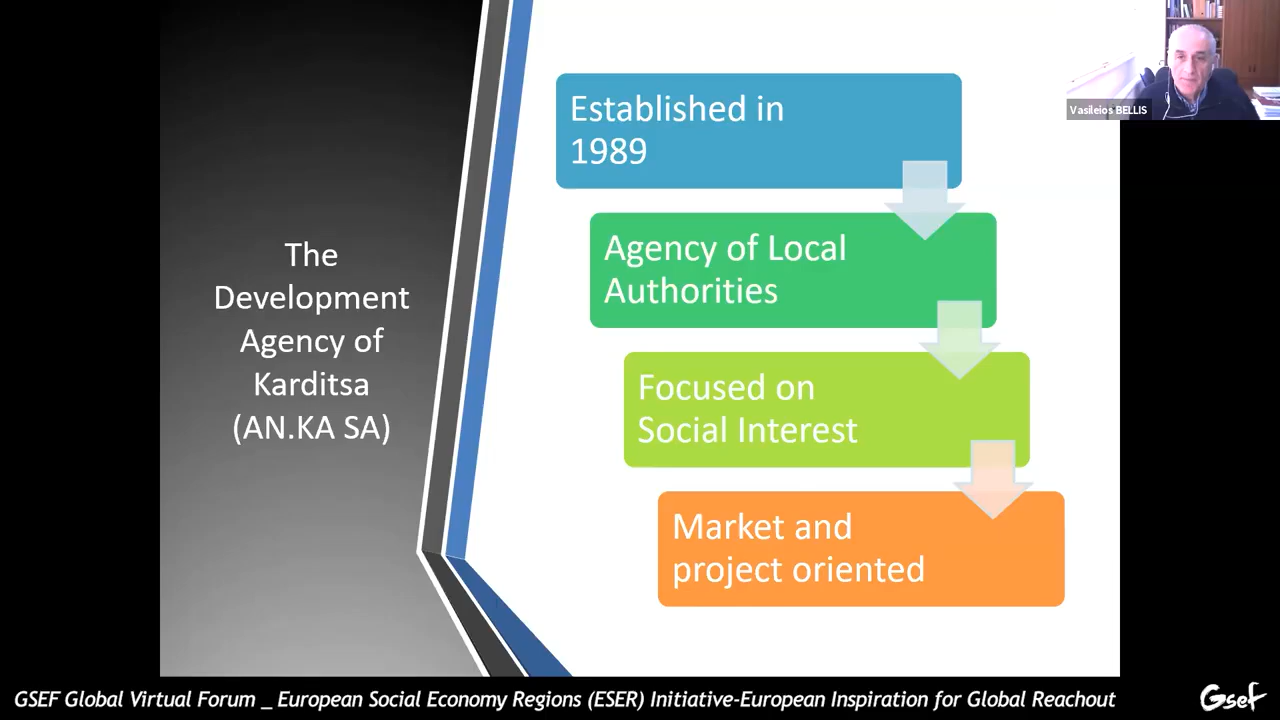 Vasileios BELLIS
The
Development
Agency of
Karditsa
(AN.KA SA)
Established in
1989
Agency of Local
Authorities
Focused on
Social Interest
Market and
project oriented
GSEF Global Virtual Forum _ European Social Economy Regions (ESER) Initiative-European Inspiration for Global Reachout
Gsef